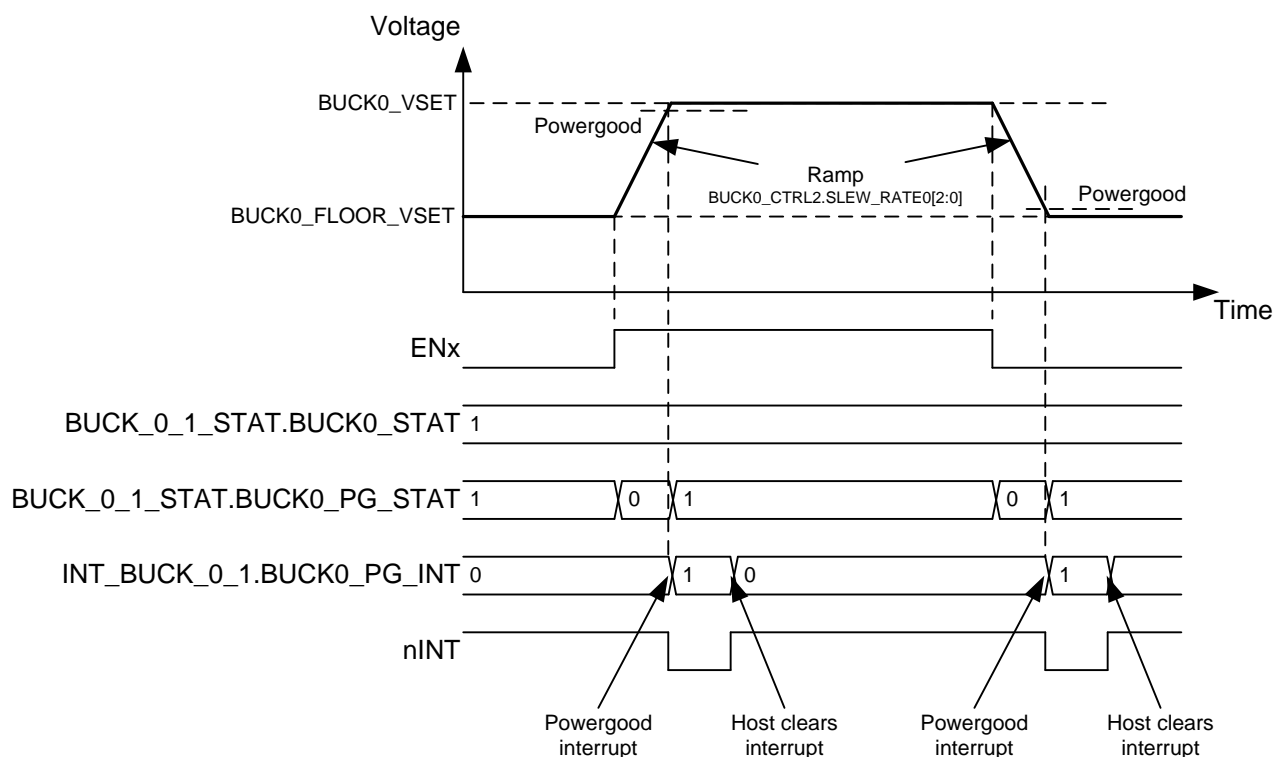 Voltage
BUCK0_VSET
Powergood
Ramp
BUCK0_CTRL2.SLEW_RATE0[2:0]
Powergood
BUCK0_FLOOR_VSET
Time
ENx
BUCK_0_1_STAT.BUCK0_STAT 1
BUCK_0_1_STAT.BUCK0_PG_STAT 1 0 1 0 1
INT_BUCK_0_1.BUCK0_PG_INT 0 1 0 1
nINT
Powergood
interrupt
Host clears
interrupt
Powergood
interrupt
Host clears
interrupt